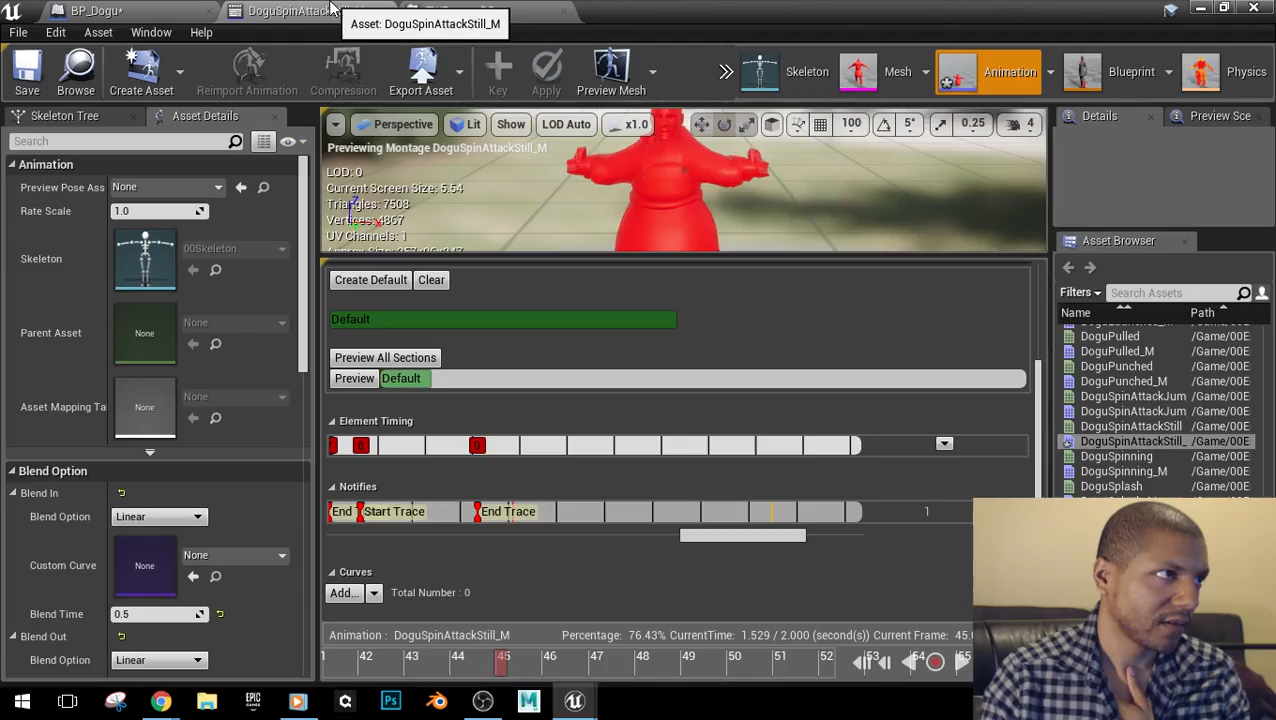 BP_Dogu*
DoguSpinAttackStill_M
Asset: DoguSpinAttackStill_M
File Edit Asset Window Help
Save Browse Create Asset Reimport Animation Compression Export Asset Key Apply Preview Mesh Skeleton Mesh Animation Blueprint Physics
Skeleton Tree Asset Details
Perspective Lit Show LOD Auto x1.0 100 5° 0.25 4
Details Preview Sce
Search
Previewing Montage DoguSpinAttackStill_M
Animation
LOD: 0
Preview Pose Ass None
Current Screen Size: 5.54
Rate Scale 1.0
Triangles: 7508
Vertices: 4867
UV Channels: 1
Skeleton 00Skeleton
Asset Browser
Create Default Clear
Filters Search Assets
Name Path
Default
Parent Asset None None
DoguPulled /Game/00E
DoguPulled_M /Game/00E
Preview All Sections
DoguPunched /Game/00E
Preview Default
DoguPunched_M /Game/00E
DoguSpinAttackJum /Game/00E
Asset Mapping Ta None None
DoguSpinAttackJum /Game/00E
Element Timing
DoguSpinAttackStill /Game/00E
DoguSpinAttackStill_ /Game/00E
DoguSpinning /Game/00E
Blend Option
DoguSpinning_M /Game/00E
Notifies
DoguSplash /Game/00E
Blend In
Blend Option Linear
End Start Trace End Trace 1
Custom Curve None None
Curves
Add... Total Number : 0
Blend Time 0.5
Blend Out
Animation : DoguSpinAttackStill_M Percentage: 76.43% CurrentTime: 1.529 / 2.000 (second(s)) Current Frame: 45.
Blend Option Linear
42 43 44 45 46 47 48 49 50 51 52 53 54 55